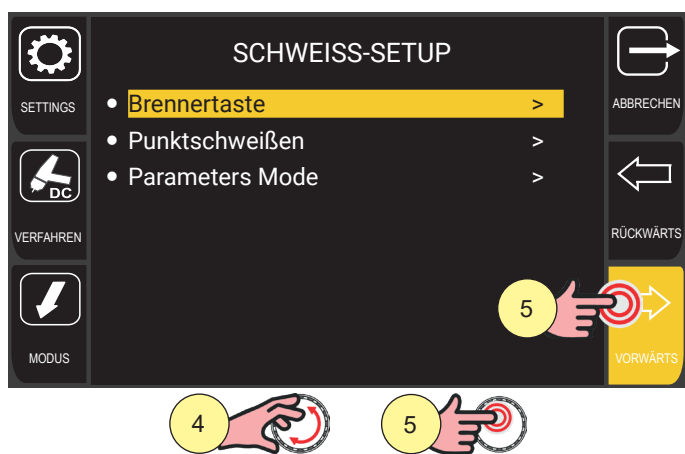 SCHWEISS-SETUP
SETTINGS
• Brennertaste >
ABBRECHEN
• Punktschweißen >
• Parameters Mode >
DC
VERFAHREN
RÜCKWÄRTS
5
MODUS
VORWÄRTS
4
5